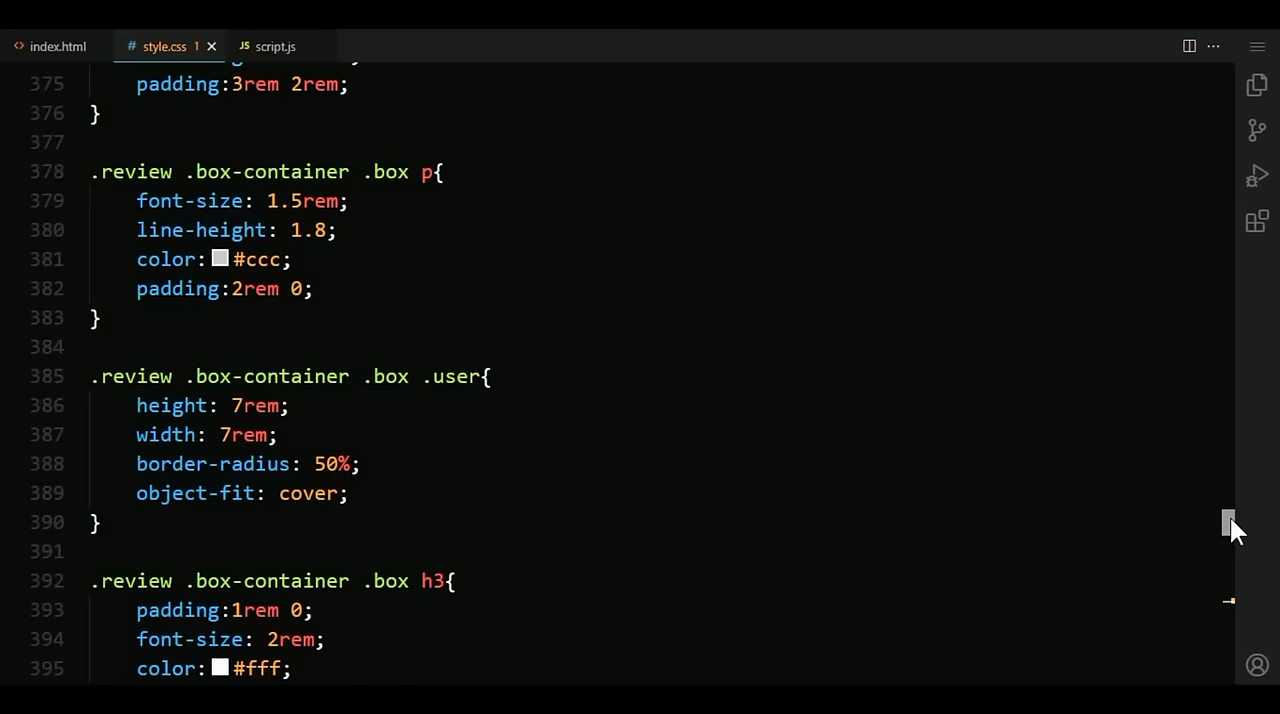 index.html # style.css 1 JS script.js
375 padding:3rem 2rem;
376 }
377
378 .review .box-container .box p{
379 font-size: 1.5rem;
380 line-height: 1.8;
381 color: #ccc;
382 padding:2rem 0;
383 }
384
385 .review .box-container .box .user{
386 height: 7rem;
387 width: 7rem;
388 border-radius: 50%;
389 object-fit: cover;
390 }
391
392 .review .box-container .box h3{
393 padding:1rem 0;
394 font-size: 2rem;
395 color: #fff;